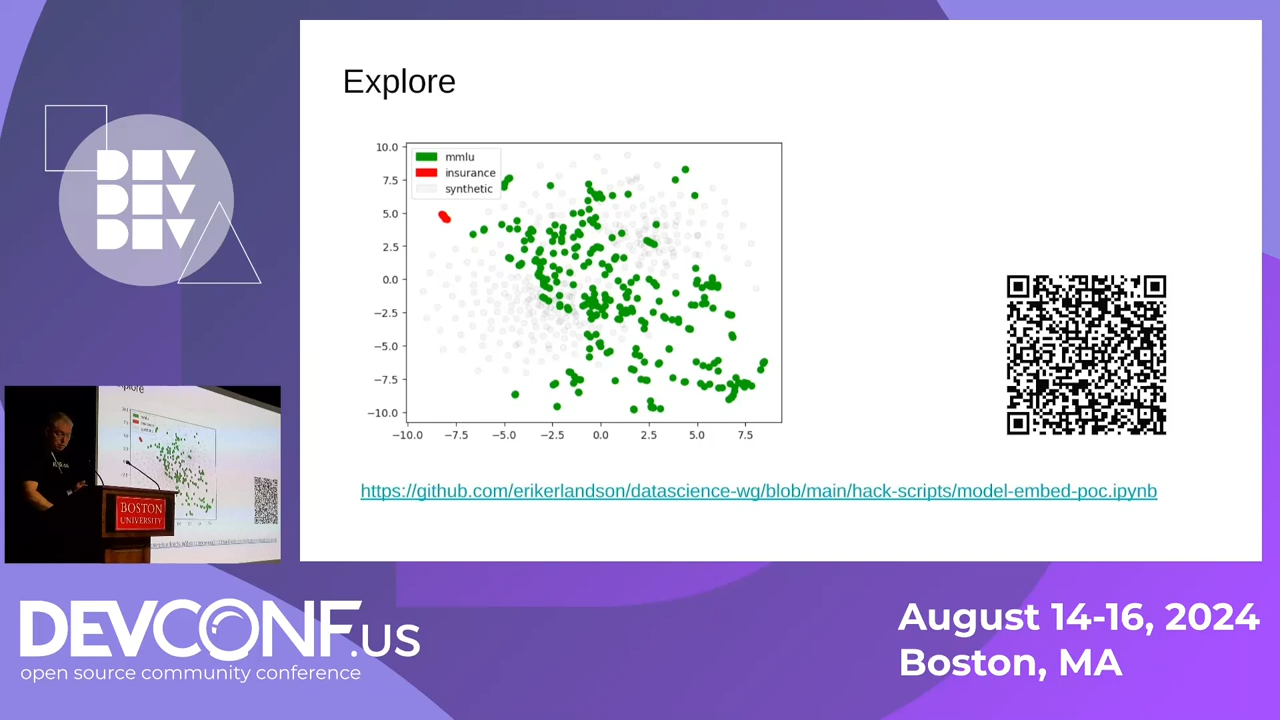 Explore
mmlu
insurance
synthetic
10.0
7.5
5.0
2.5
0.0
−2.5
−5.0
−7.5
−10.0
−10.0 −7.5 −5.0 −2.5 0.0 2.5 5.0 7.5
https://github.com/erikerlandson/datascience-wg/blob/main/hack-scripts/model-embed-poc.ipynb
DEV
DEV
DEV
BOSTON
UNIVERSITY
DEVCONF.US
open source community conference
August 14-16, 2024
Boston, MA